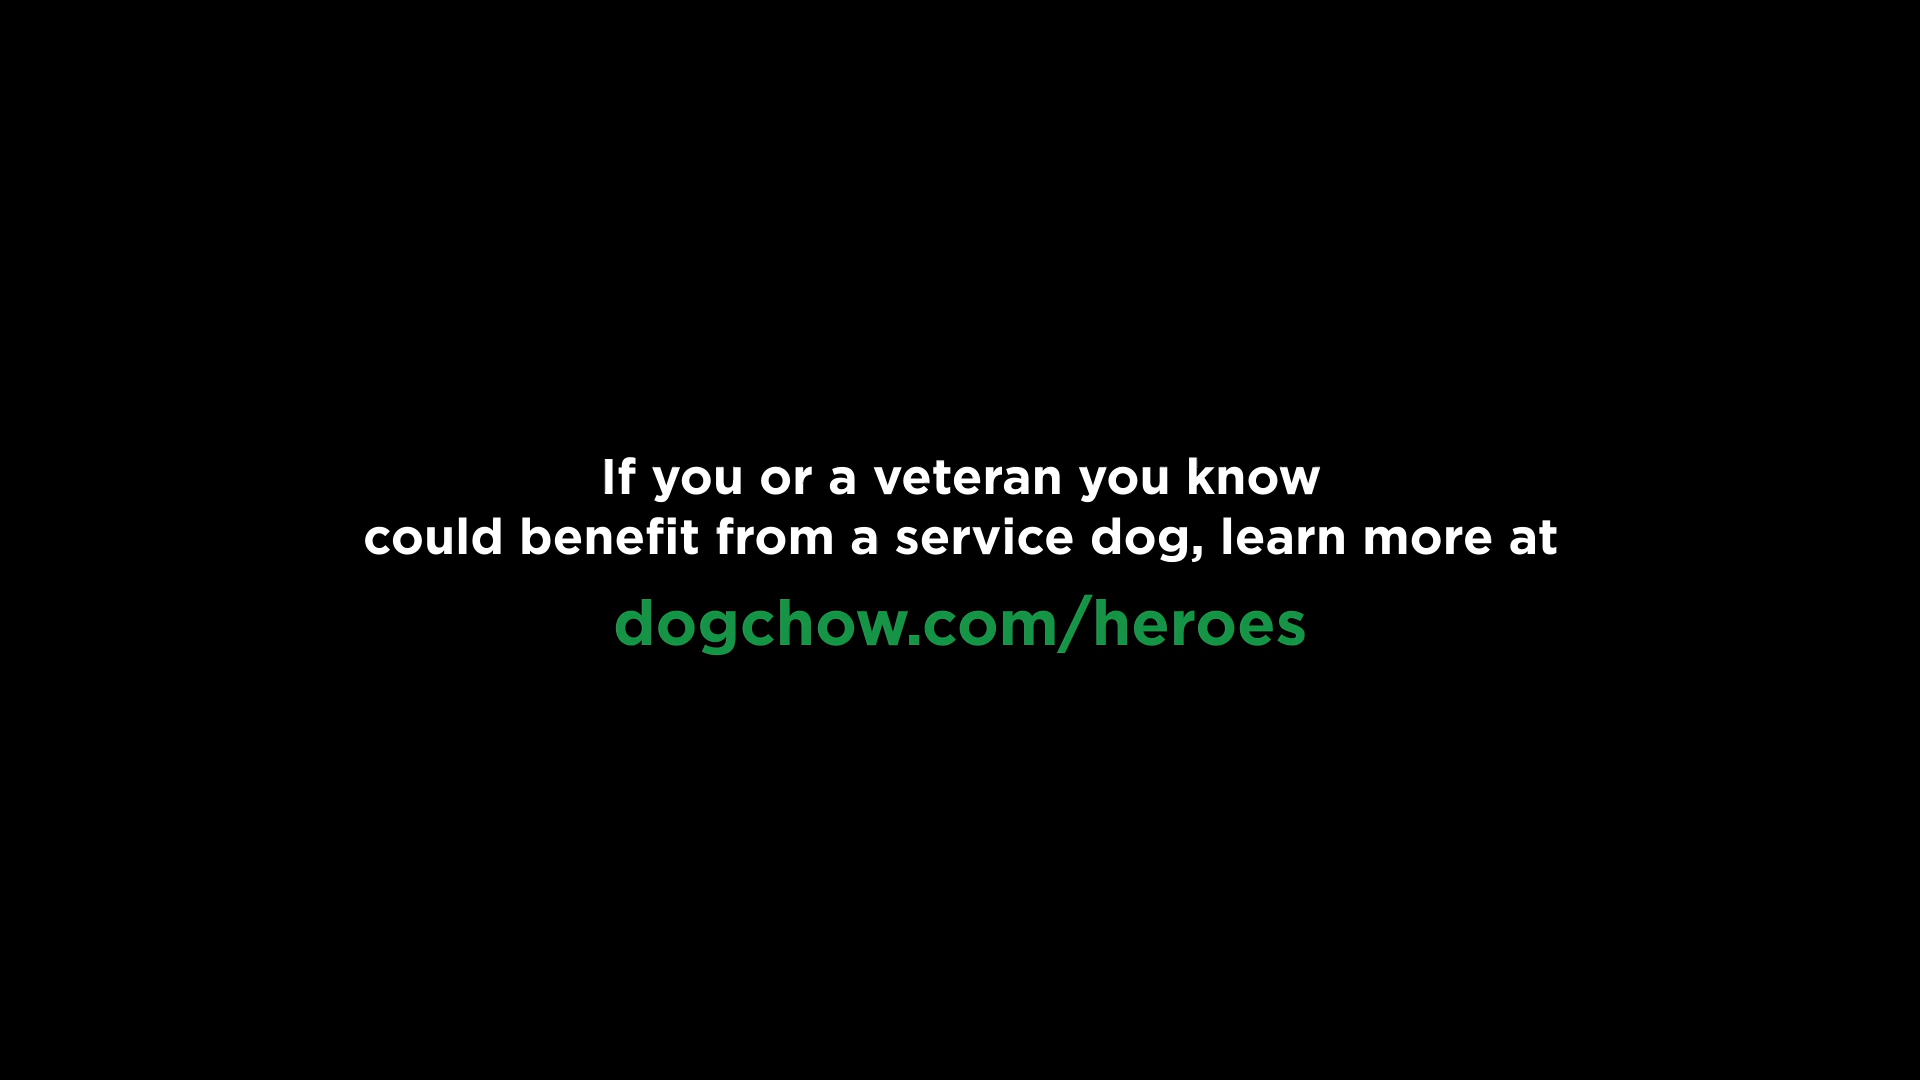 If you or a veteran you know
could benefit from a service dog, learn more at
dogchow.com/heroes